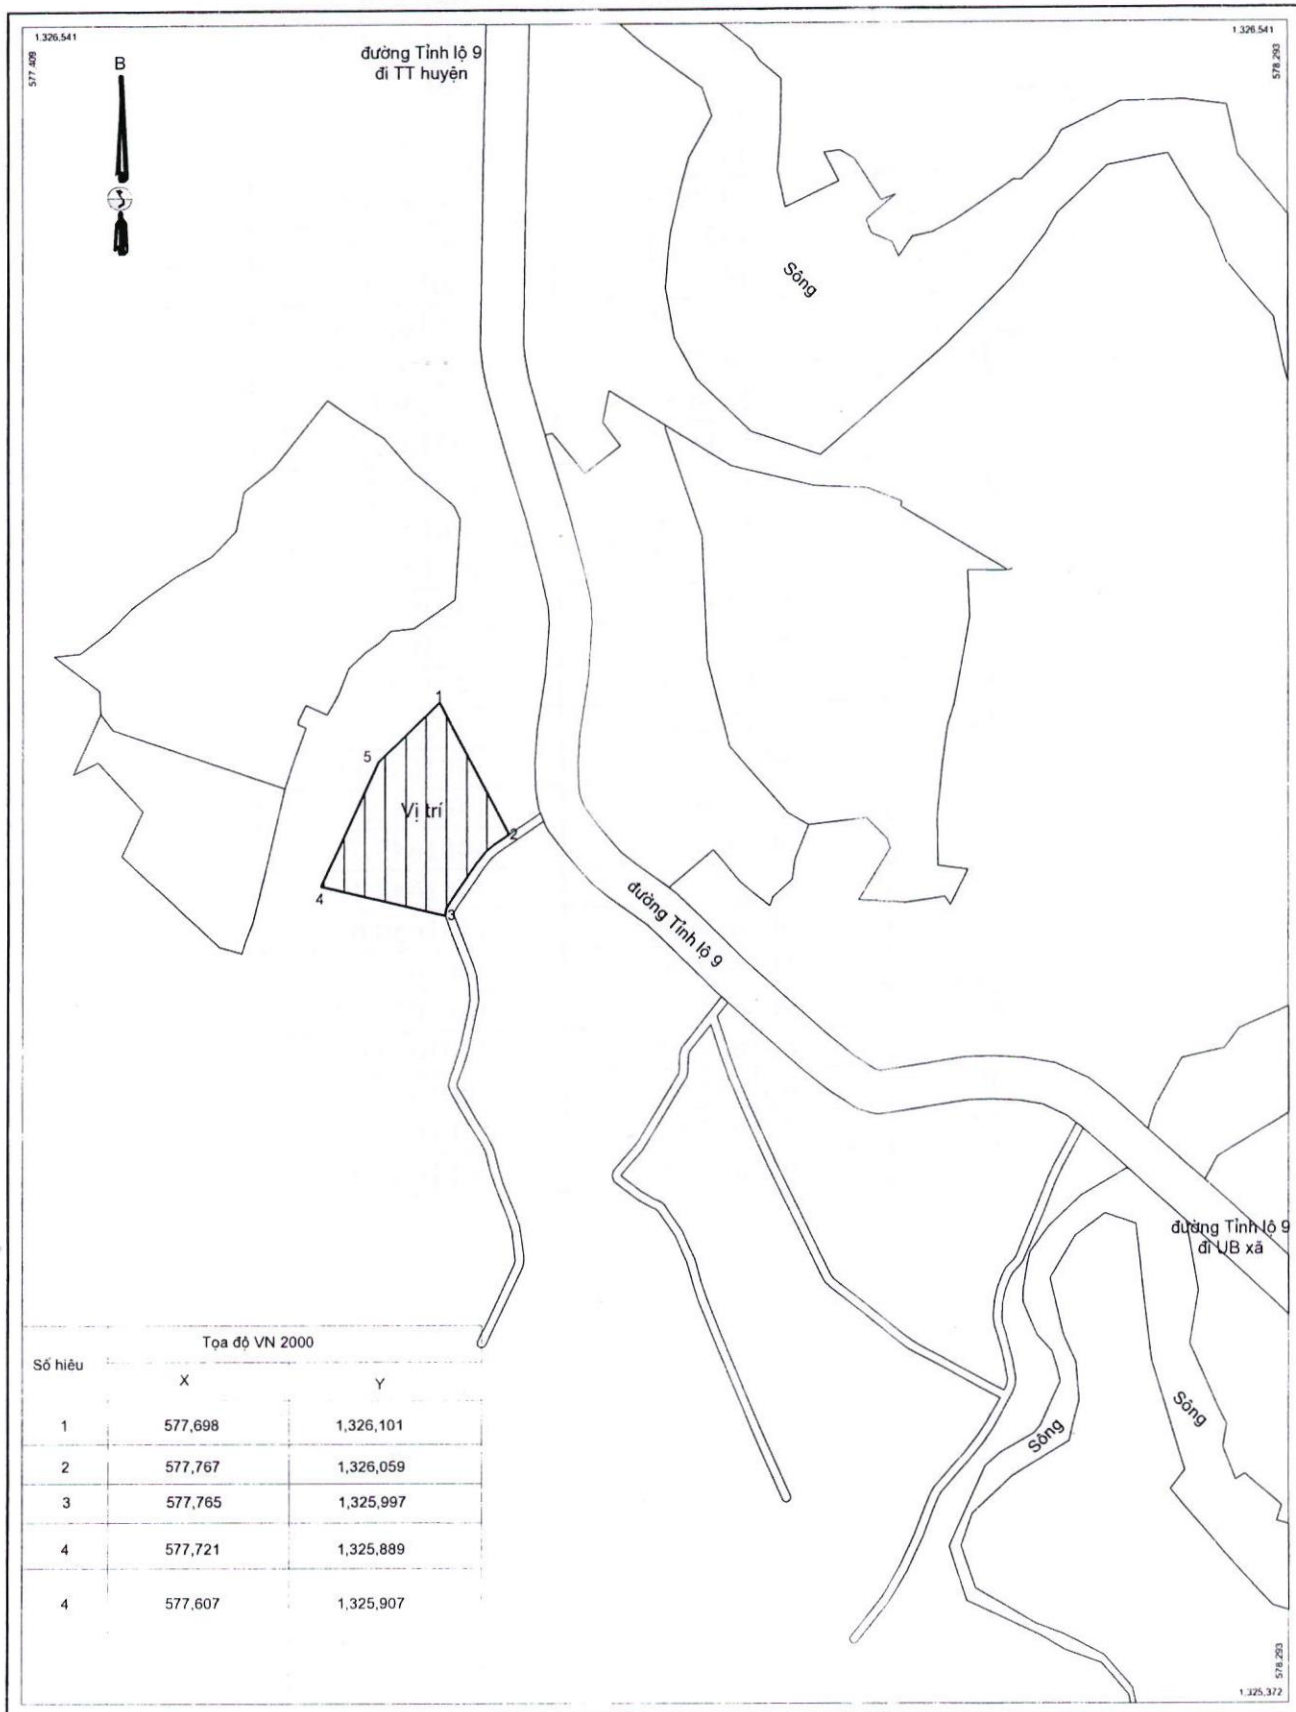 1.326.541
1.326.541
577.409
578.293
B
đường Tỉnh lộ 9
đi TT huyện
Sông
1
5
Vị trí
2
4
3
đường Tỉnh lộ 9
đường Tỉnh lộ 9
đi UB xã
Sông
Sông
Số hiêu
Tọa độ VN 2000
X Y
1 577,698 1,326,101
2 577,767 1,326,059
3 577,765 1,325,997
4 577,721 1,325,889
4 577,607 1,325,907
578.293
1,325,372